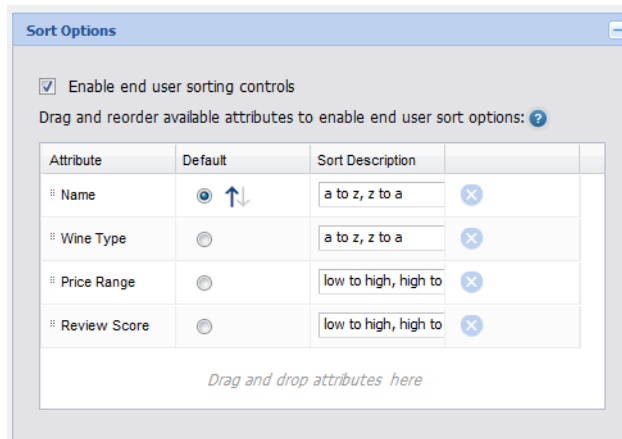 Sort Options
Enable end user sorting controls
Drag and reorder available attributes to enable end user sort options: ?
Attribute Default Sort Description
Name a to z, z to a
Wine Type a to z, z to a
Price Range low to high, high to
Review Score low to high, high to
Drag and drop attributes here